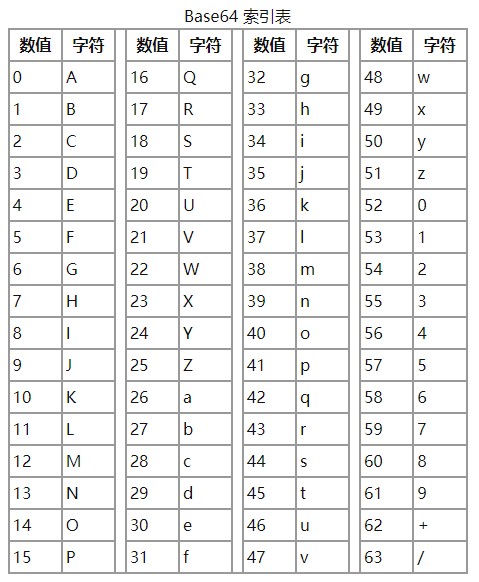 Base64 索引表
数值 字符 数值 字符 数值 字符 数值 字符
0 A 16 Q 32 g 48 w
1 B 17 R 33 h 49 x
2 C 18 S 34 i 50 y
3 D 19 T 35 j 51 z
4 E 20 U 36 k 52 0
5 F 21 V 37 l 53 1
6 G 22 W 38 m 54 2
7 H 23 X 39 n 55 3
8 I 24 Y 40 o 56 4
9 J 25 Z 41 p 57 5
10 K 26 a 42 q 58 6
11 L 27 b 43 r 59 7
12 M 28 c 44 s 60 8
13 N 29 d 45 t 61 9
14 O 30 e 46 u 62 +
15 P 31 f 47 v 63 /